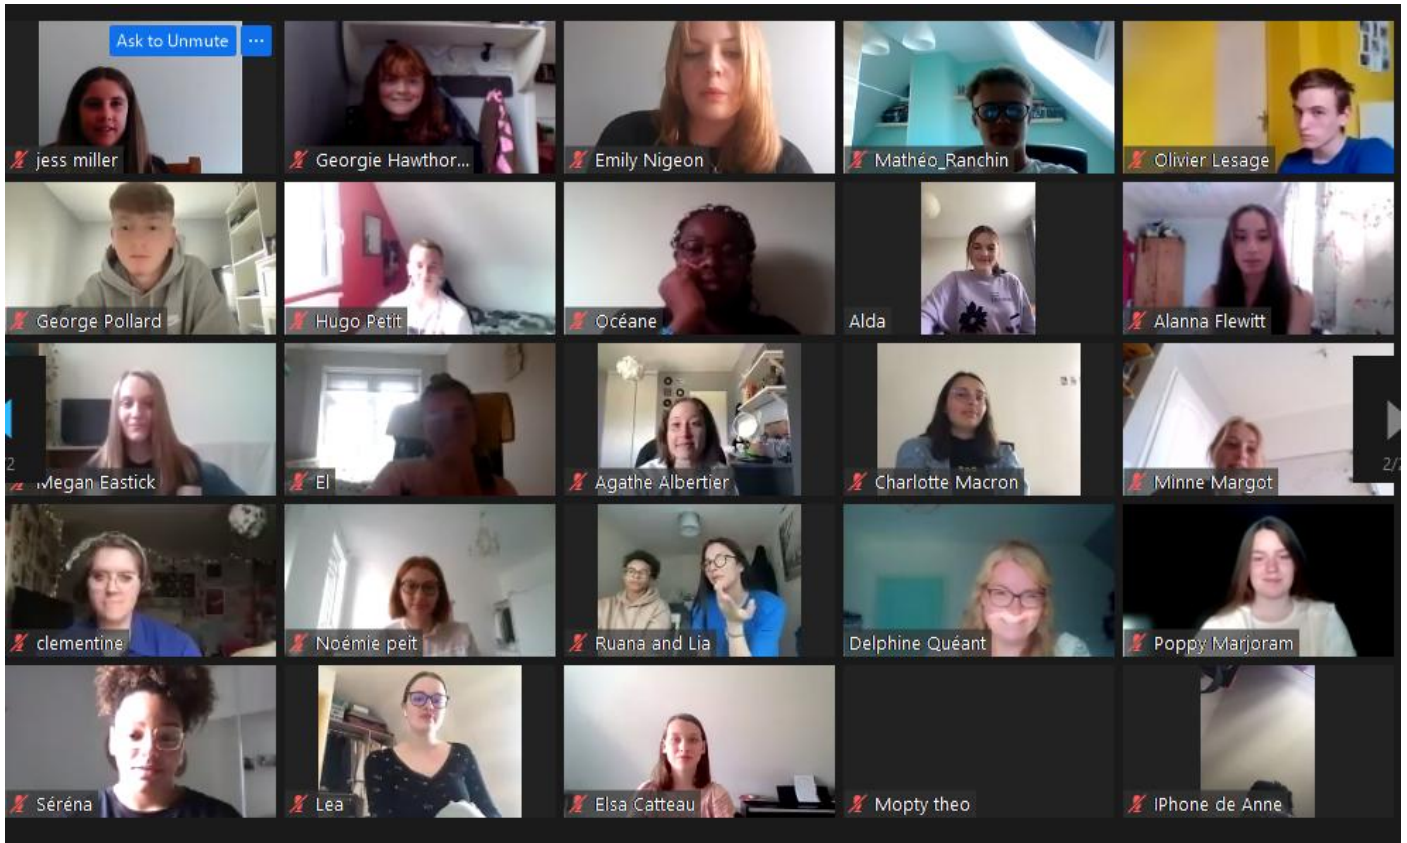 Ask to Unmute ...
jess miller
Georgie Hawthor...
Emily Nigeon
Mathéo_Ranchin
Olivier Lesage
George Pollard
Hugo Petit
Océane
Alda
Alanna Flewitt
Megan Eastick
El
Agathe Albertier
Charlotte Macron
Minne Margot
clementine
Noémie peit
Ruana and Lia
Delphine Quéant
Poppy Marjoram
Séréna
Lea
Elsa Catteau
Mopty theo
IPhone de Anne